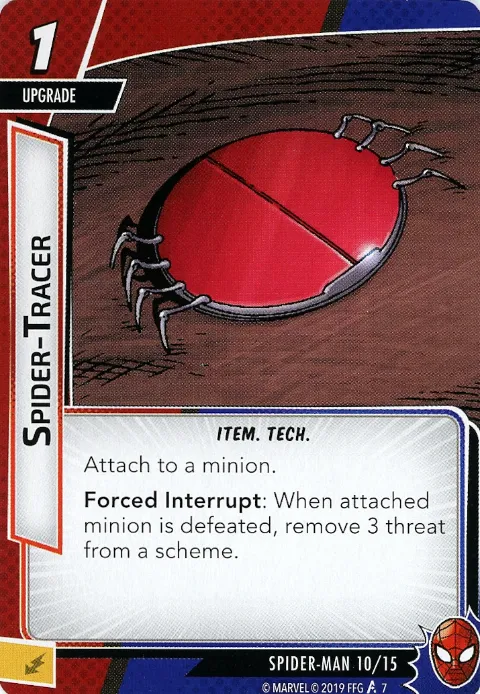 1
UPGRADE
SPIDER-TRACER
ITEM. TECH.
Attach to a minion.
Forced Interrupt: When attached
minion is defeated, remove 3 threat
from a scheme.
SPIDER-MAN 10/15
© MARVEL © 2019 FFG 7